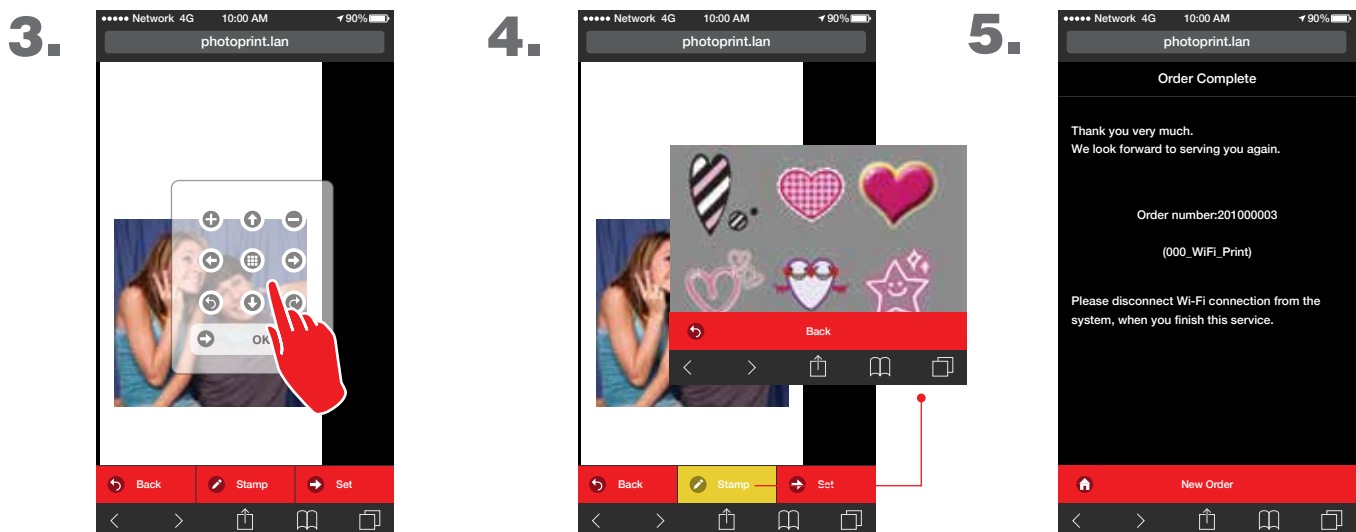 3.
Network 4G 10:00 AM 90%
photoprint.lan
OK
Back Stamp Set
4.
Network 4G 10:00 AM 90%
photoprint.lan
Back
Back Stamp Set
5.
Network 4G 10:00 AM 90%
photoprint.lan
Order Complete
Thank you very much.
We look forward to serving you again.
Order number:201000003
(000_WiFi_Print)
Please disconnect Wi-Fi connection from the
system, when you finish this service.
New Order